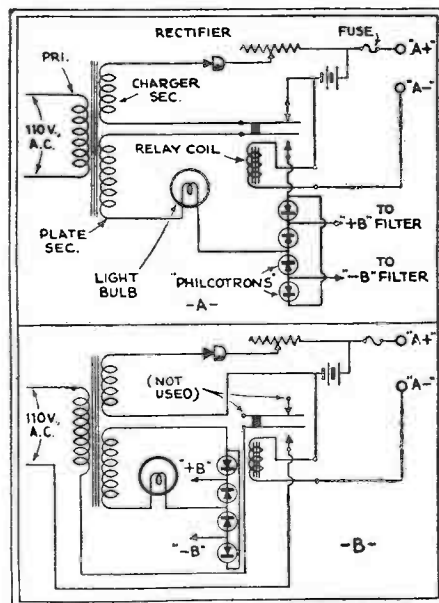 RECTIFIER
FUSE
"A+"
PRI.
CHARGER
SEC.
"A-"
110V.,
A.C.
RELAY COIL
PLATE
SEC.
LIGHT
BULB
"PHILCOTRONS"
TO
"+B" FILTER
TO
"-B" FILTER
-A-
"A+"
(NOT
USED)
"A-"
110V.
A.C.
"+B"
"-B"
-B-